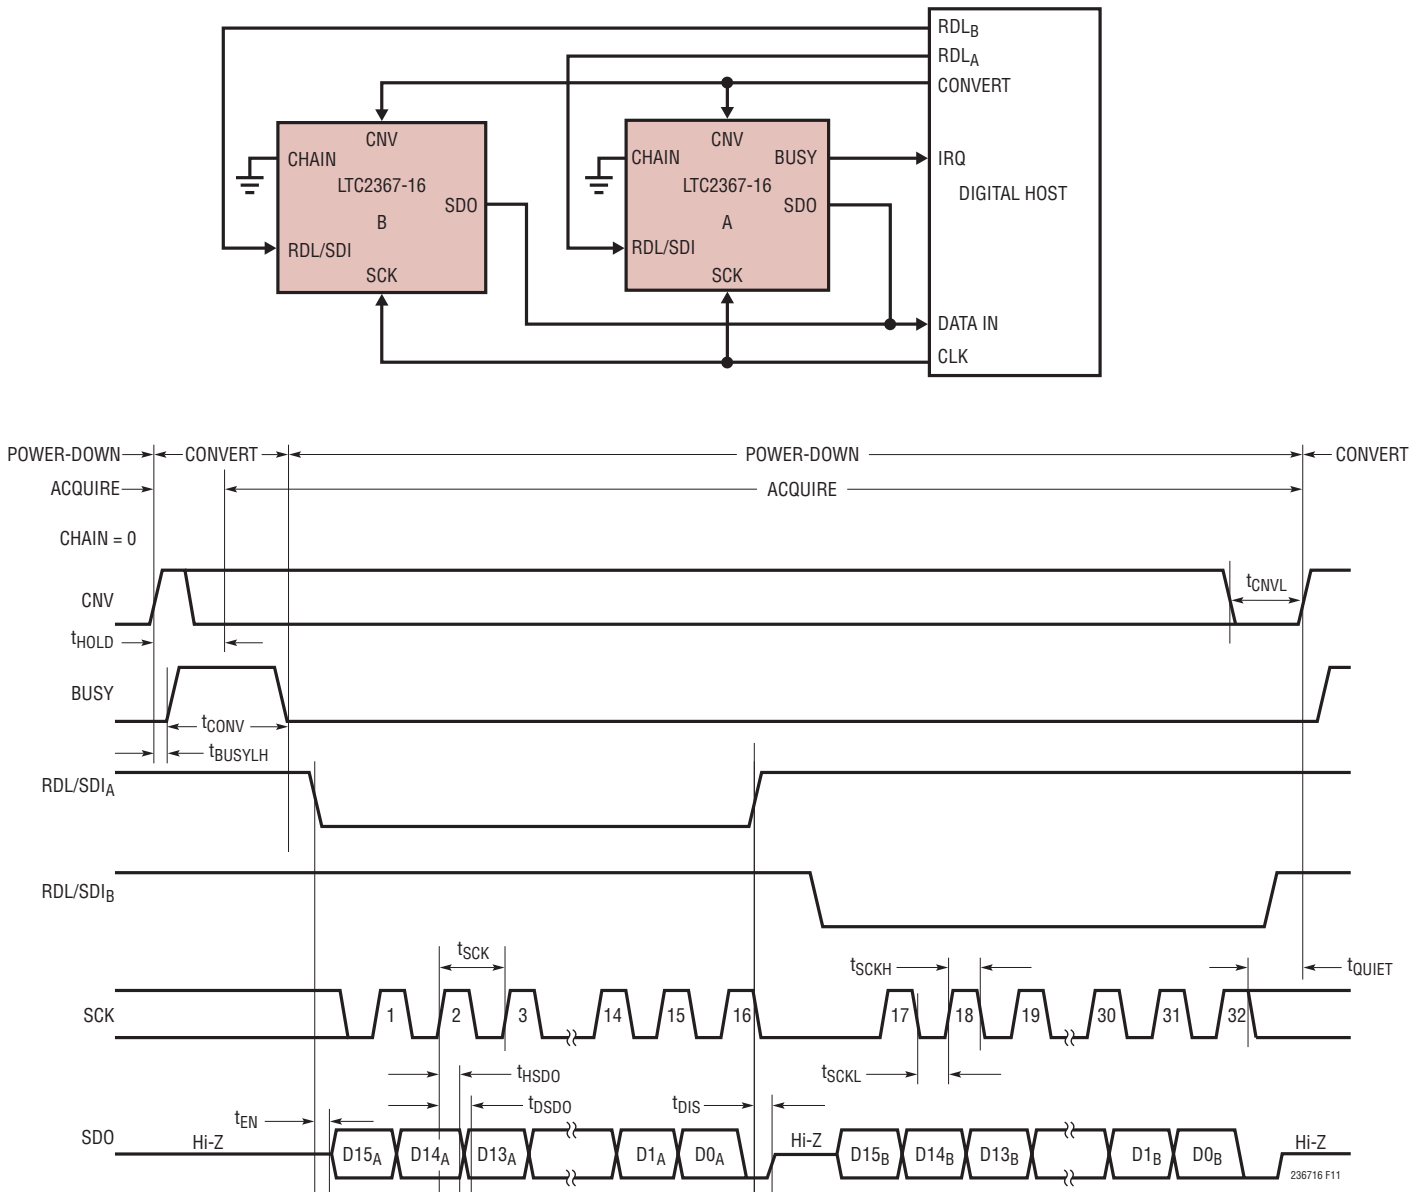 RDLB
RDLA
CONVERT
CNV
CNV
CHAIN
CHAIN
BUSY
IRQ
LTC2367-16
LTC2367-16
DIGITAL HOST
SDO
SDO
B
A
RDL/SDI
RDL/SDI
SCK
SCK
DATA IN
CLK
POWER-DOWN
CONVERT
POWER-DOWN
CONVERT
ACQUIRE
ACQUIRE
CHAIN = 0
CNV
tCNVL
tHOLD
BUSY
tCONV
tBUSYLH
RDL/SDIA
RDL/SDIB
tSCK
tSCKH
tQUIET
SCK
1
2
3
14
15
16
17
18
19
30
31
32
tHSDO
tSCKL
tDSDO
tDIS
tEN
SDO
Hi-Z
D15A
D14A
D13A
D1A
D0A
Hi-Z
D15B
D14B
D13B
D1B
D0B
Hi-Z
236716 F11